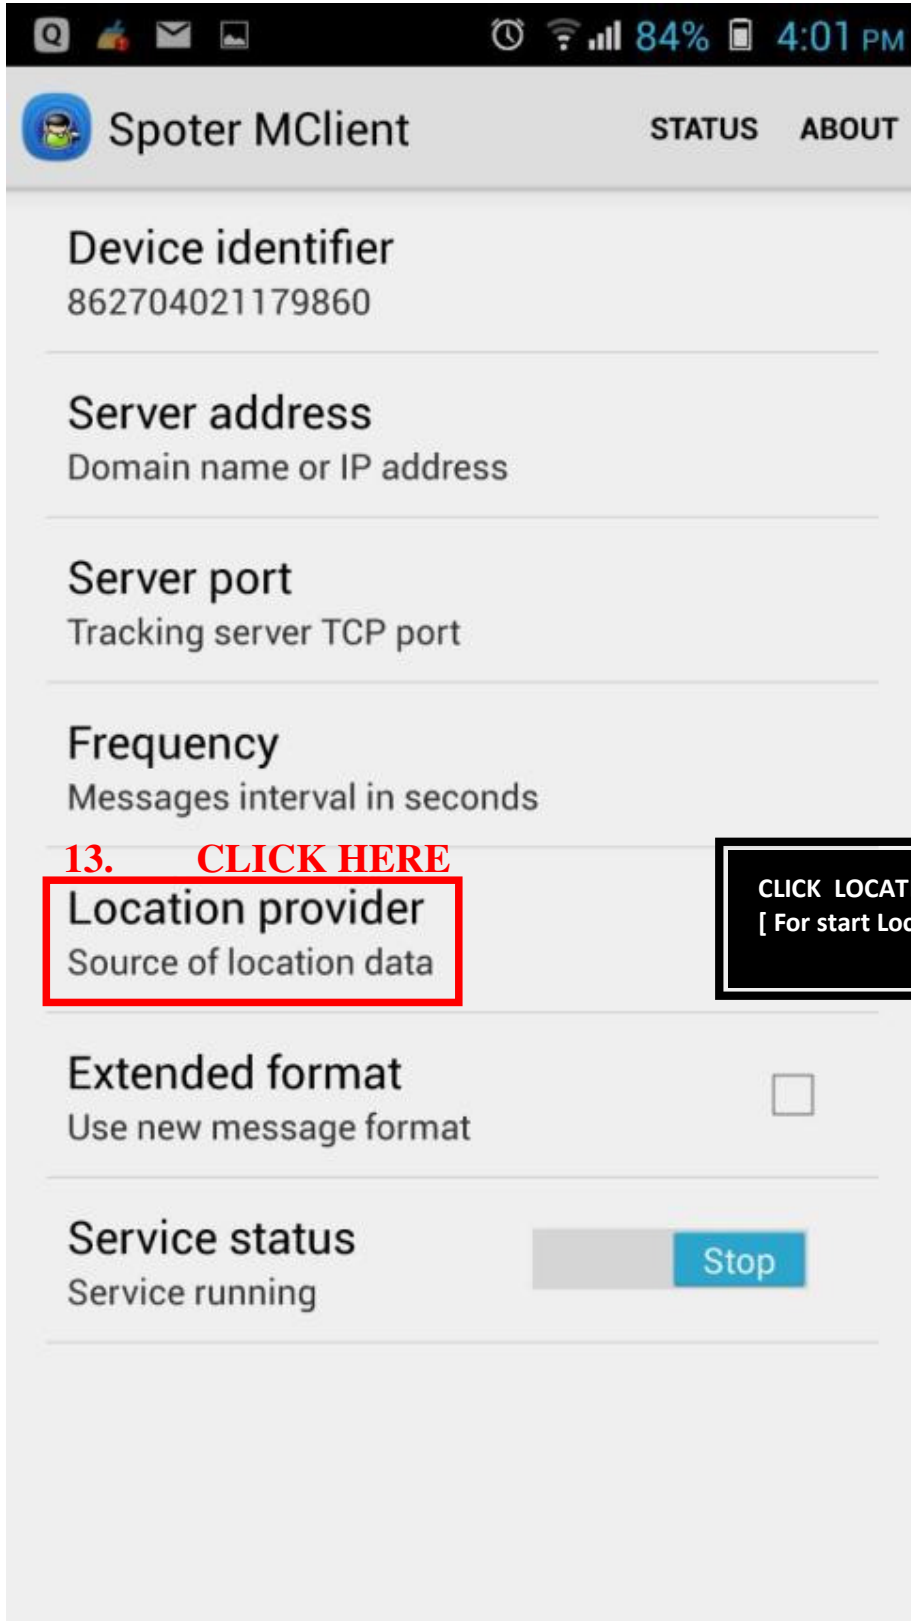 Q 84% 4:01 PM
Spoter MClient STATUS ABOUT
Device identifier
862704021179860
Server address
Domain name or IP address
Server port
Tracking server TCP port
Frequency
Messages interval in seconds
13. CLICK HERE
Location provider
Source of location data
CLICK LOCAT
[ For start Loc
Extended format
Use new message format
Service status
Stop
Service running